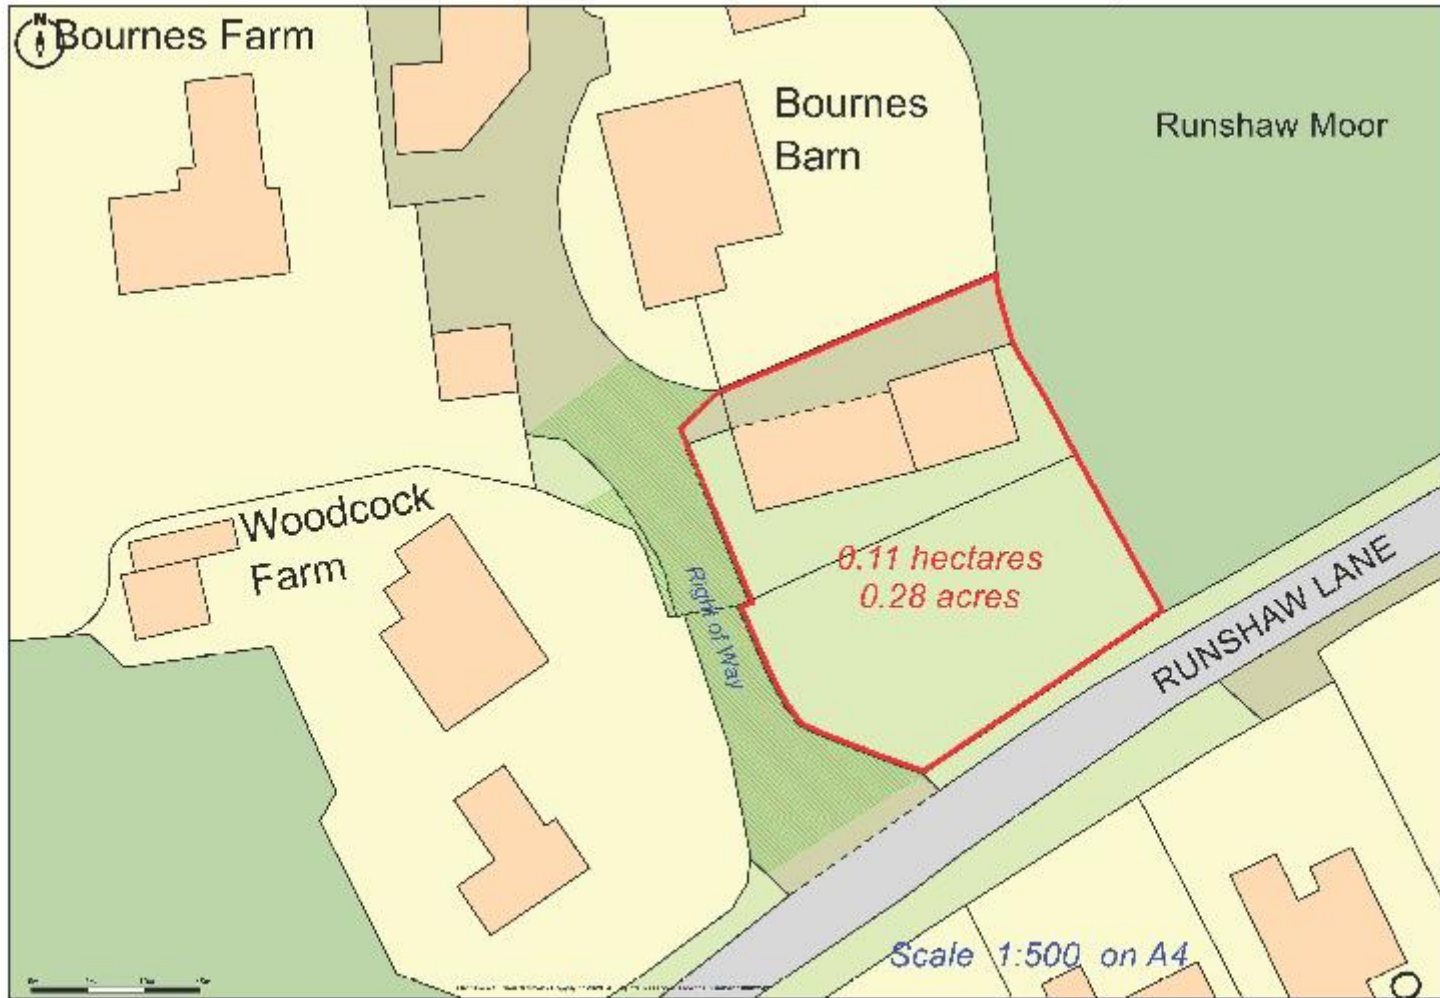 N
Bournes Farm
Bournes
Barn
Runshaw Moor
Woodcock
Farm
0.11 hectares
0.28 acres
Right of Way
RUNSHAW LANE
Scale 1:500 on A4